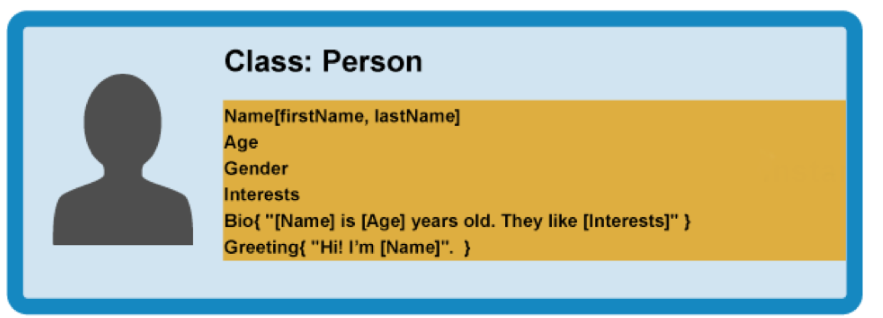 Class: Person
Name[firstName, lastName]
Age
Gender
Interests
Bio{ "[Name] is [Age] years old. They like [Interests]" }
Greeting{ "Hi! I’m [Name]".  }